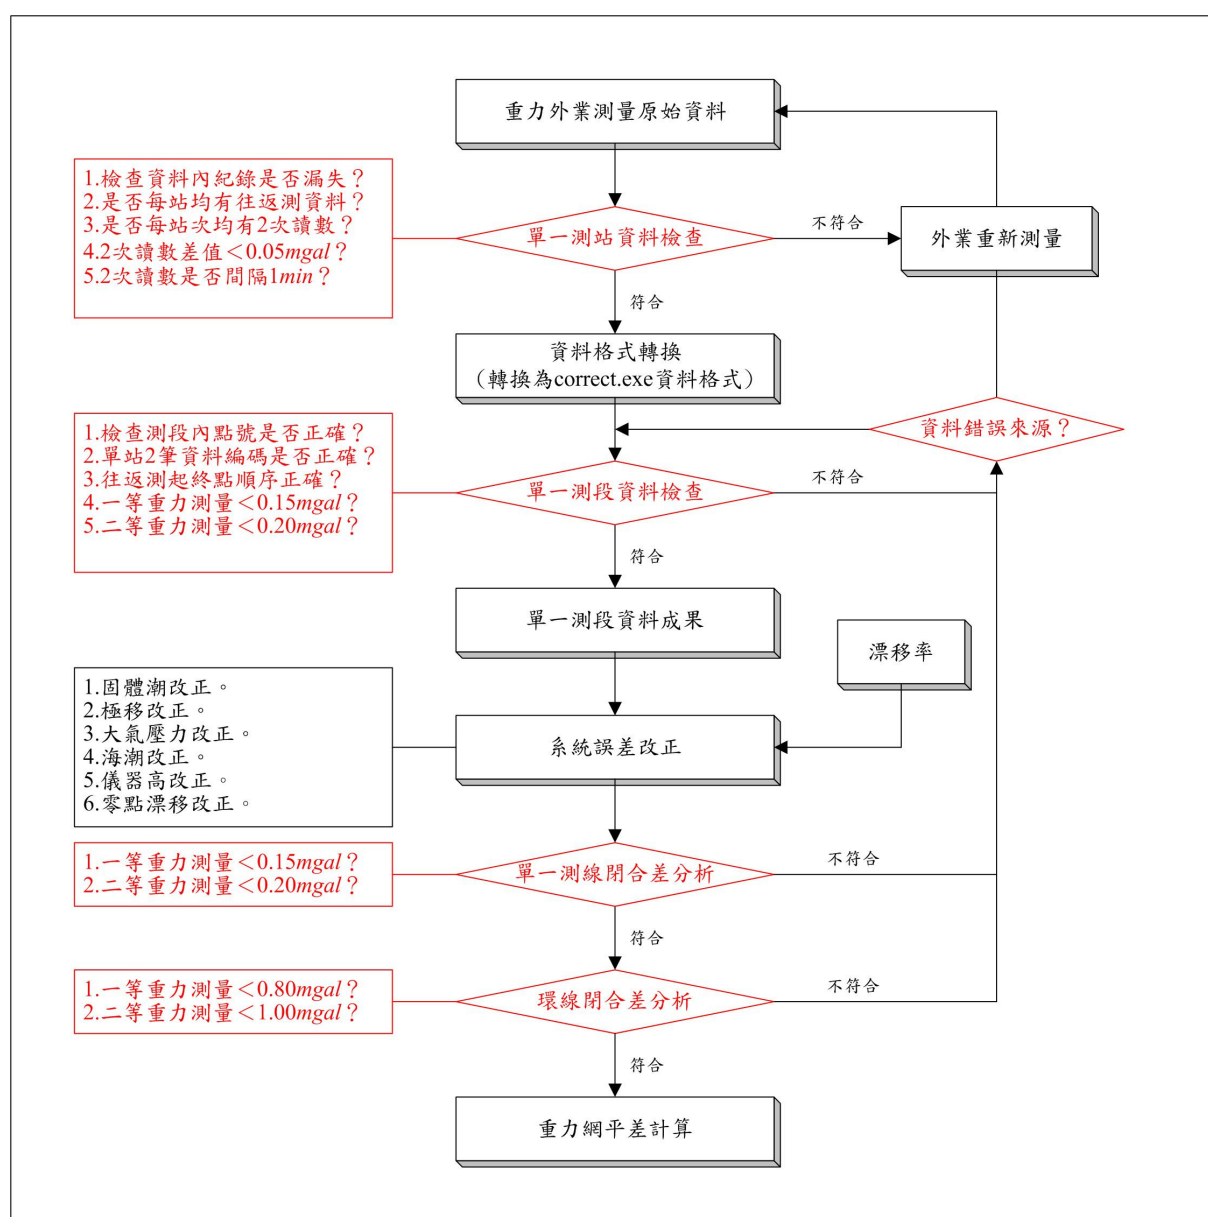 重力外業測量原始資料
1.檢查資料內紀錄是否漏失？
2.是否每站均有往返測資料？
3.是否每站次均有2次讀數？
4.2次讀數差值＜0.05mgal？
5.2次讀數是否間隔1min？
單一測站資料檢查
不符合
外業重新測量
符合
資料格式轉換
（轉換為correct.exe資料格式）
資料錯誤來源？
1.檢查測段內點號是否正確？
2.單站2筆資料編碼是否正確？
3.往返測起終點順序正確？
4.一等重力測量＜0.15mgal？
5.二等重力測量＜0.20mgal？
單一測段資料檢查
不符合
符合
單一測段資料成果
漂移率
1.固體潮改正。
2.極移改正。
3.大氣壓力改正。
4.海潮改正。
5.儀器高改正。
6.零點漂移改正。
系統誤差改正
1.一等重力測量＜0.15mgal？
2.二等重力測量＜0.20mgal？
單一測線閉合差分析
不符合
符合
1.一等重力測量＜0.80mgal？
2.二等重力測量＜1.00mgal？
環線閉合差分析
不符合
符合
重力網平差計算